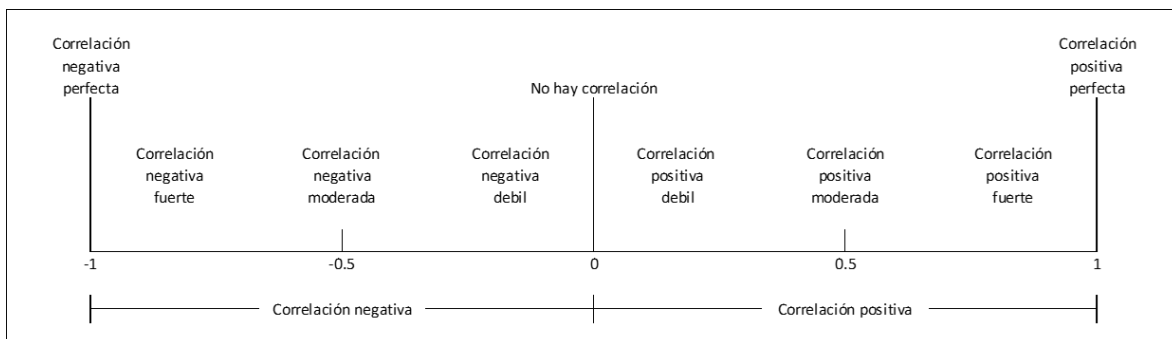 Correlación
negativa
perfecta
Correlación
positiva
perfecta
No hay correlación
Correlación
negativa
fuerte
Correlación
negativa
moderada
Correlación
negativa
debil
Correlación
positiva
debil
Correlación
positiva
moderada
Correlación
positiva
fuerte
-1
-0.5
0
0.5
1
Correlación negativa
Correlación positiva